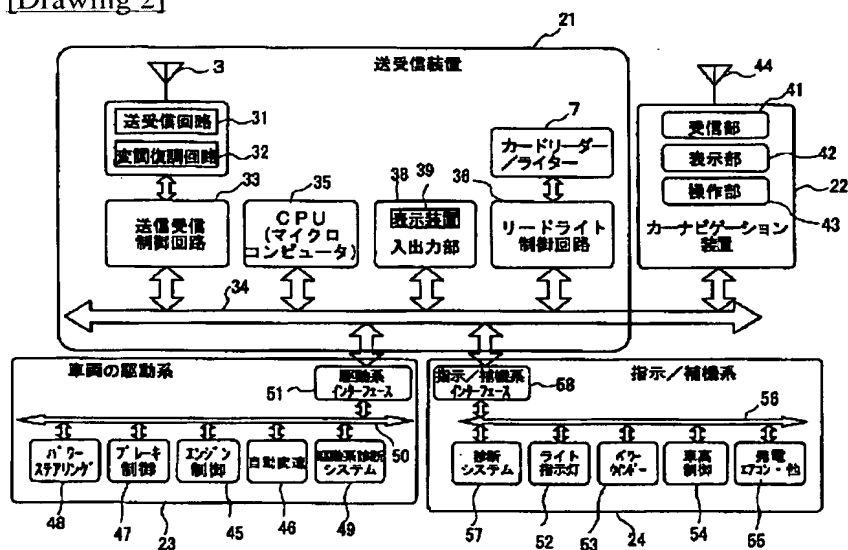 [Drawing 2]
21
送受信装置
3
送受信回路 31
変調復調回路 32
33
送信受信
制御回路
35
CPU
(マイクロ
コンピュータ)
38 39
表示装置
入出力部
7
カードリーダー
/ライター
36
リードライト
制御回路
44
41
受信部
表示部 42
操作部 43
22
カーナビゲーション
装置
34
車両の駆動系
51
駆動系
インターフェース
50
パワー
ステアリング
ブレーキ
制御
エンジン
制御
自動変速
駆動系診断
システム
48 47 45 46 49
23
指示/補機系
インターフェース
58
指示/補機系
56
診断
システム
ライト
指示灯
パワー
ウインドー
車高
制御
発電
エアコン・他
57 52 53 54 55
24